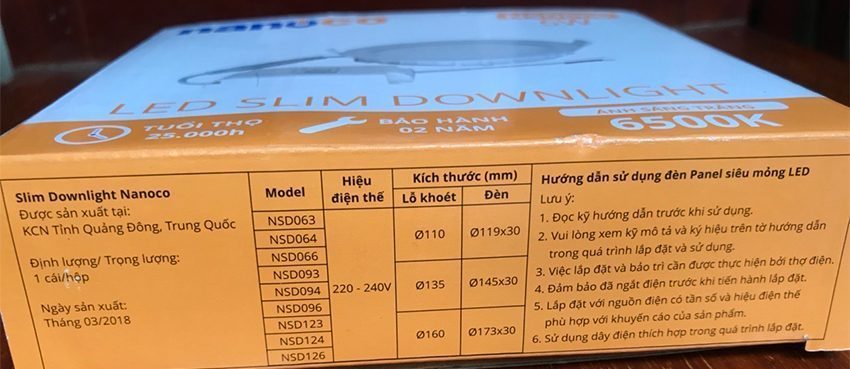 nanoco
LED SLIM DOWNLIGHT
TUỔI THỌ
25.000h
BẢO HÀNH
02 NĂM
ÁNH SÁNG TRẮNG
6500K
Slim Downlight Nanoco
Được sản xuất tại:
KCN Tỉnh Quảng Đông, Trung Quốc
Định lượng/ Trọng lượng:
1 cái/hộp
Ngày sản xuất:
Tháng 03/2018
Model
Hiệu điện thế
Kích thước (mm)
Lỗ khoét
Đèn
NSD063
NSD064
NSD066
NSD093
NSD094
NSD096
NSD123
NSD124
NSD126
220 - 240V
Ø110
Ø119x30
Ø135
Ø145x30
Ø160
Ø173x30
Hướng dẫn sử dụng đèn Panel siêu mỏng LED
Lưu ý:
1. Đọc kỹ hướng dẫn trước khi sử dụng.
2. Vui lòng xem kỹ mô tả và ký hiệu trên tờ hướng dẫn
trong quá trình lắp đặt và sử dụng.
3. Việc lắp đặt và bảo trì cần được thực hiện bởi thợ điện.
4. Đảm bảo đã ngắt điện trước khi tiến hành lắp đặt.
5. Lắp đặt với nguồn điện có tần số và hiệu điện thế
phù hợp với khuyến cáo của sản phẩm.
6. Sử dụng dây điện thích hợp trong quá trình lắp đặt.